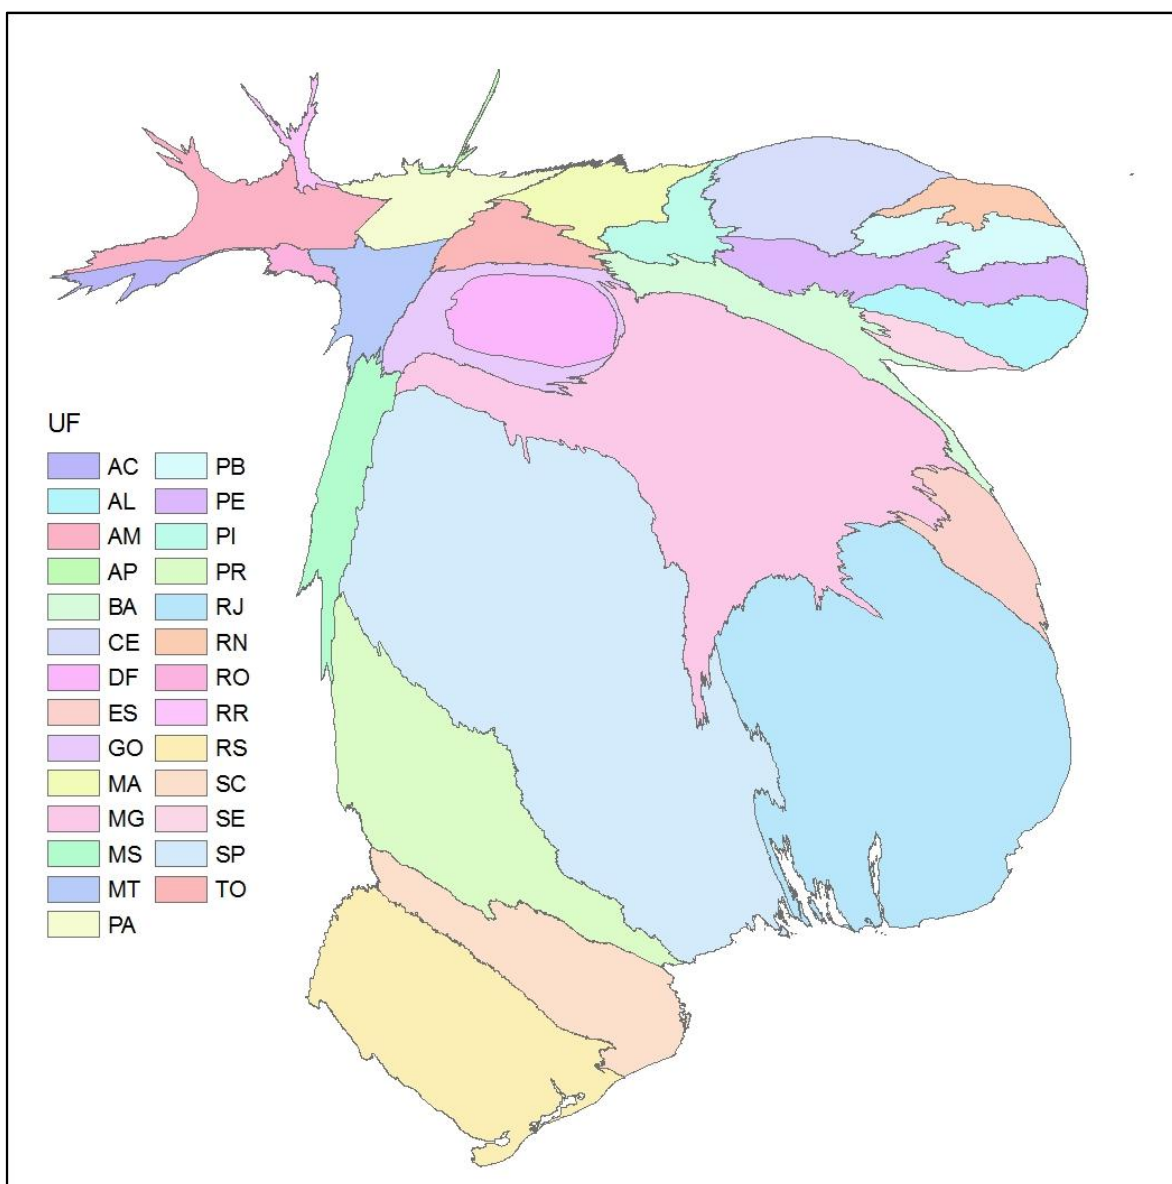 UF
AC PB
AL PE
AM PI
AP PR
BA RJ
CE RN
DF RO
ES RR
GO RS
MA SC
MG SE
MS SP
MT TO
PA